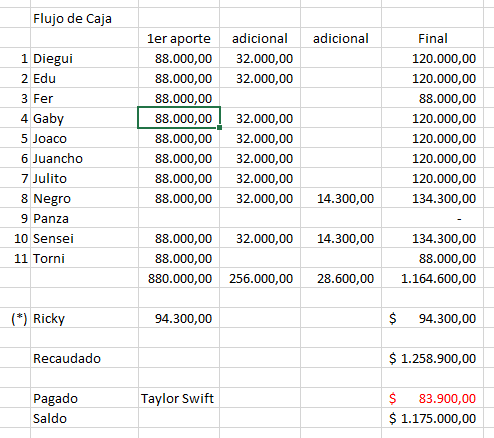 Flujo de Caja
1er aporte adicional adicional Final
1 Diegui 88.000,00 32.000,00 120.000,00
2 Edu 88.000,00 32.000,00 120.000,00
3 Fer 88.000,00 88.000,00
4 Gaby 88.000,00 32.000,00 120.000,00
5 Joaco 88.000,00 32.000,00 120.000,00
6 Juancho 88.000,00 32.000,00 120.000,00
7 Julito 88.000,00 32.000,00 120.000,00
8 Negro 88.000,00 32.000,00 14.300,00 134.300,00
9 Panza -
10 Sensei 88.000,00 32.000,00 14.300,00 134.300,00
11 Torni 88.000,00 88.000,00
880.000,00 256.000,00 28.600,00 1.164.600,00
(*) Ricky 94.300,00 $ 94.300,00
Recaudado $ 1.258.900,00
Pagado Taylor Swift $ 83.900,00
Saldo $ 1.175.000,00